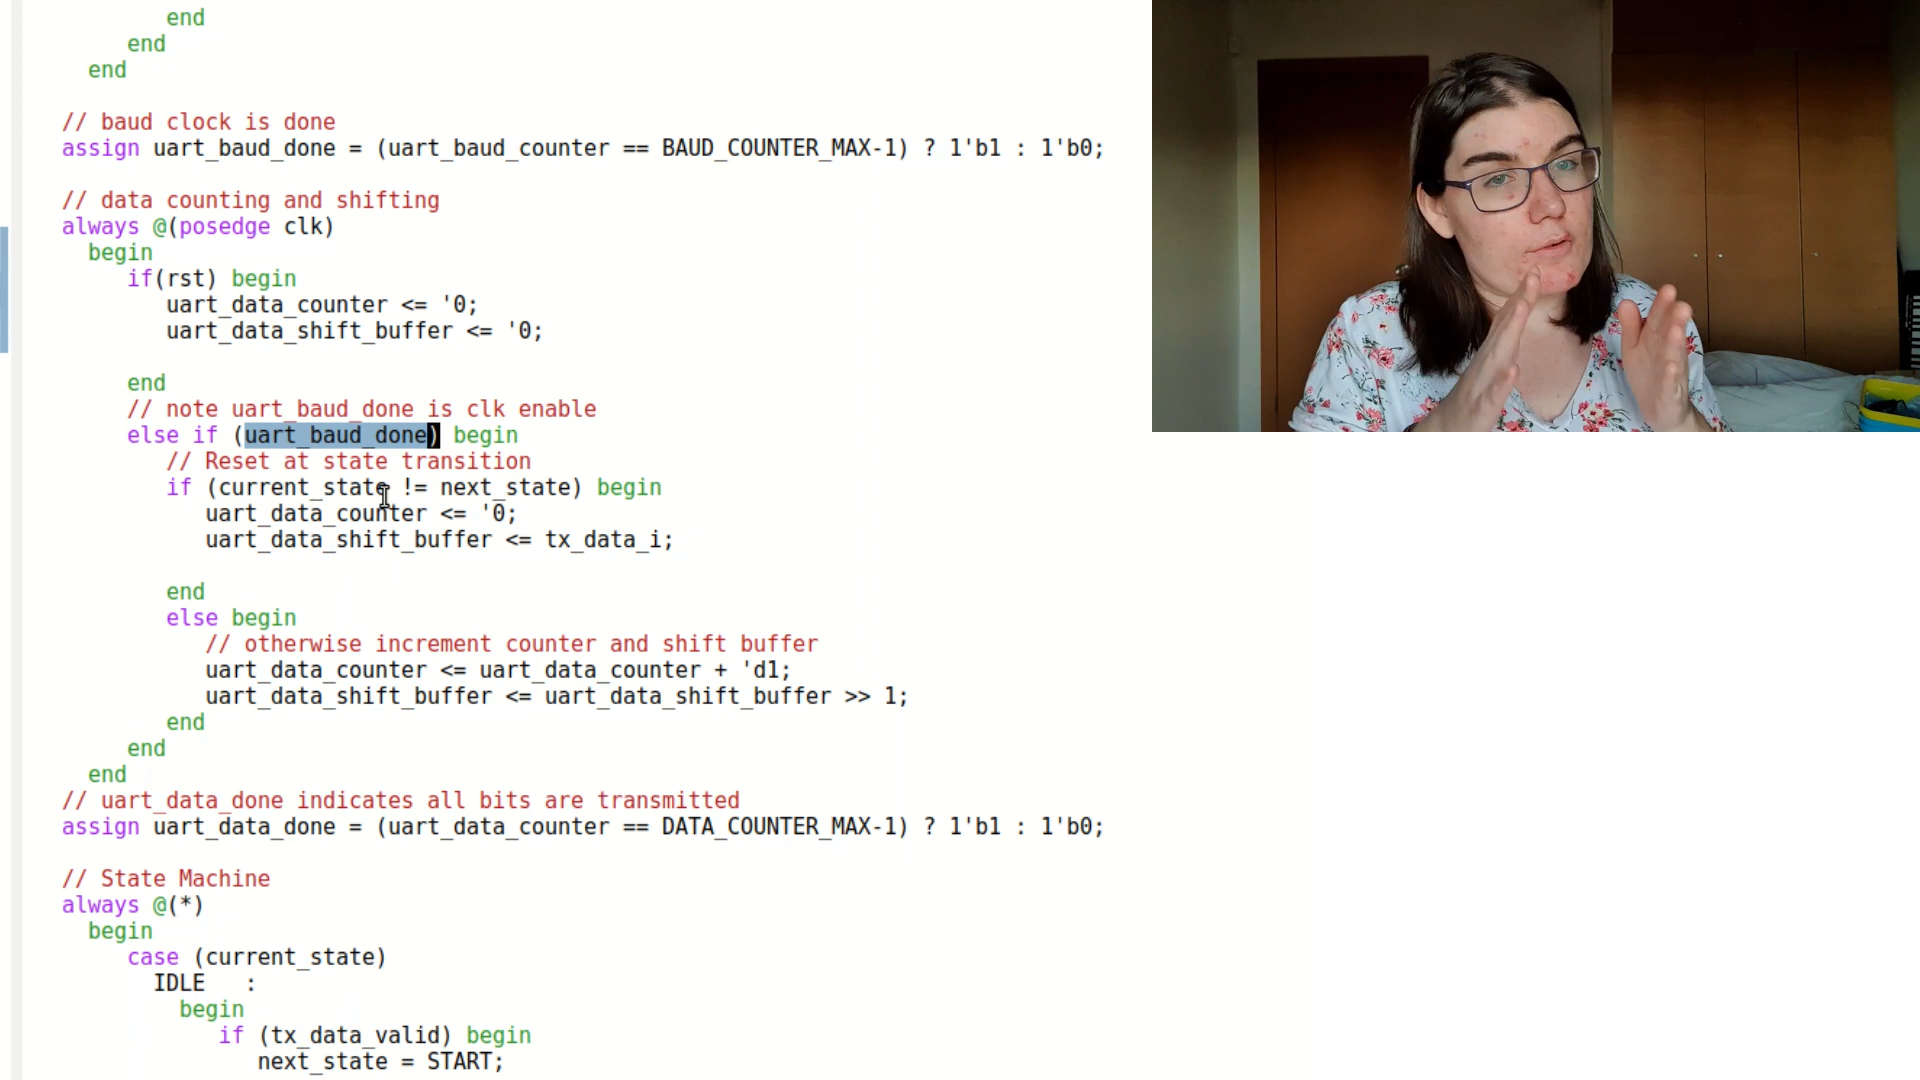 end
end
end
// baud clock is done
assign uart_baud_done = (uart_baud_counter == BAUD_COUNTER_MAX-1) ? 1'b1 : 1'b0;
// data counting and shifting
always @(posedge clk)
begin
if(rst) begin
uart_data_counter <= '0;
uart_data_shift_buffer <= '0;
end
// note uart_baud_done is clk enable
else if (uart_baud_done) begin
// Reset at state transition
if (current_state != next_state) begin
uart_data_counter <= '0;
uart_data_shift_buffer <= tx_data_i;
end
else begin
// otherwise increment counter and shift buffer
uart_data_counter <= uart_data_counter + 'd1;
uart_data_shift_buffer <= uart_data_shift_buffer >> 1;
end
end
end
// uart_data_done indicates all bits are transmitted
assign uart_data_done = (uart_data_counter == DATA_COUNTER_MAX-1) ? 1'b1 : 1'b0;
// State Machine
always @(*)
begin
case (current_state)
IDLE :
begin
if (tx_data_valid) begin
next_state = START;